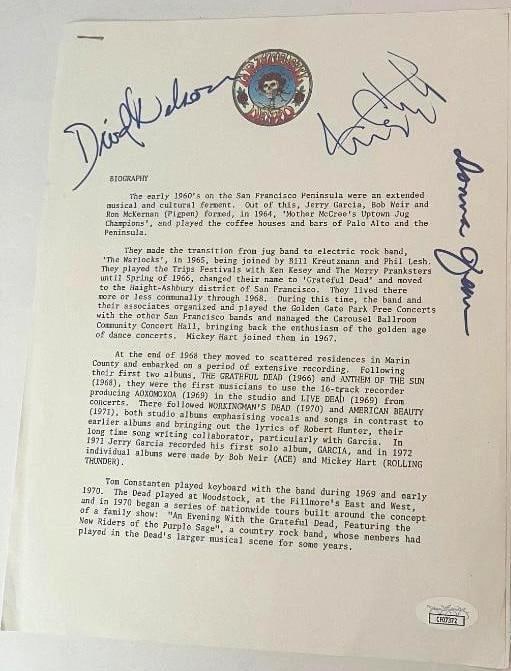 GRATEFUL
DEAD
David Nelson
Donna Jean
BIOGRAPHY
The early 1960's on the San Francisco Peninsula were an extended
musical and cultural ferment. Out of this, Jerry Garcia, Bob Weir and
Ron McKernan (Pigpen) formed, in 1964, 'Mother McCree's Uptown Jug
Champions', and played the coffee houses and bars of Palo Alto and the
Peninsula.
They made the transition from jug band to electric rock band,
'The Warlocks', in 1965, being joined by Bill Kreutzmann and Phil Lesh.
They played the Trips Festivals with Ken Kesey and The Merry Pranksters
until Spring of 1966, changed their name to 'Grateful Dead' and moved
to the Haight-Ashbury district of San Francisco. They lived there
more or less communally through 1968. During this time, the band and
their associates organized and played the Golden Gate Park Free Concerts
with the other San Francisco bands and managed the Carousel Ballroom
Community Concert Hall, bringing back the enthusiasm of the golden age
of dance concerts. Mickey Hart joined them in 1967.
At the end of 1968 they moved to scattered residences in Marin
County and embarked on a period of extensive recording. Following
their first two albums, THE GRATEFUL DEAD (1966) and ANTHEM OF THE SUN
(1968), they were the first musicians to use the 16-track recorder
producing AOXOMOXOA (1969) in the studio and LIVE DEAD (1969) from
concerts. There followed WORKINGMAN'S DEAD (1970) and AMERICAN BEAUTY
(1971), both studio albums emphasising vocals and songs in contrast to
earlier albums and bringing out the lyrics of Robert Hunter, their
long time song writing collaborator, particularly with Garcia. In
1971 Jerry Garcia recorded his first solo album, GARCIA, and in 1972
individual albums were made by Bob Weir (ACE) and Mickey Hart (ROLLING
THUNDER).
Tom Constanten played keyboard with the band during 1969 and early
1970. The Dead played at Woodstock, at the Fillmore's East and West,
and in 1970 began a series of nationwide tours built around the concept
of a family show: "An Evening With the Grateful Dead, Featuring the
New Riders of the Purple Sage", a country rock band, whose members had
played in the Dead's larger musical scene for some years.
CF07372